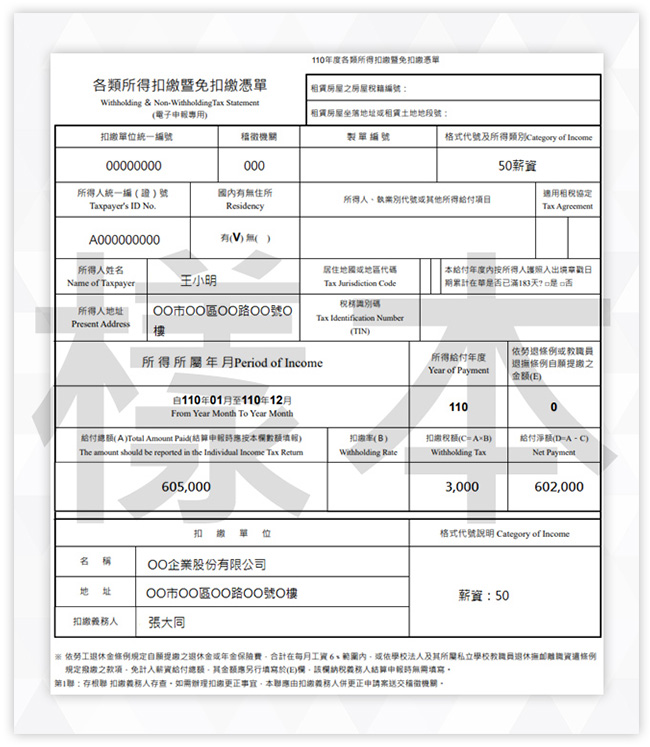 110年度各類所得扣繳暨免扣繳憑單
各類所得扣繳暨免扣繳憑單
Withholding & Non-WithholdingTax Statement
(電子申報專用)
租賃房屋之房屋稅籍編號：
租賃房屋坐落地址或租賃土地地段號：
扣繳單位統一編號 稽徵機關 製單編號 格式代號及所得類別Category of Income
00000000 000 50薪資
所得人統一編（證）號 國內有無住所 所得人、執業別代號或其他所得給付項目 適用租稅協定
Taxpayer's ID No. Residency Tax Agreement
A000000000 有(V) 無( )
所得人姓名 王小明 居住地國或地區代碼 本給付年度內按所得人護照入出境章戳日
Name of Taxpayer Tax Jurisdiction Code 期累計在華是否已滿183天? □是 □否
所得人地址 OO市OO區OO路OO號O 稅務識別碼
Present Address 樓 Tax Identification Number
(TIN)
所得所屬年月Period of Income 所得給付年度 依勞退條例或教職員
Year of Payment 退撫條例自願提繳之
金額(E)
自110年01月至110年12月 110 0
From Year Month To Year Month
給付總額(A)Total Amount Paid(結算申報時應按本欄數額填報) 扣繳率(B) 扣繳稅額(C=A×B) 給付淨額(D=A-C)
The amount should be reported in the Individual Income Tax Return Withholding Rate Withholding Tax Net Payment
605,000 3,000 602,000
扣繳單位 格式代號說明 Category of Income
名稱 OO企業股份有限公司
地址 OO市OO區OO路OO號O樓 薪資：50
扣繳義務人 張大同
※ 依勞工退休金條例規定自願提繳之退休金或年金保險費，合計在每月工資6%範圍內，或依學校法人及其所屬私立學校教職員退休撫卹離職資遣條例
規定撥繳之款項，免計入薪資給付總額，其金額應另行填寫於(E)欄，該欄納稅義務人結算申報時無需填寫。
第1聯：存根聯 扣繳義務人存查。如需辦理扣繳更正事宜，本聯應由扣繳義務人併更正申請案送交稽徵機關。
樣本